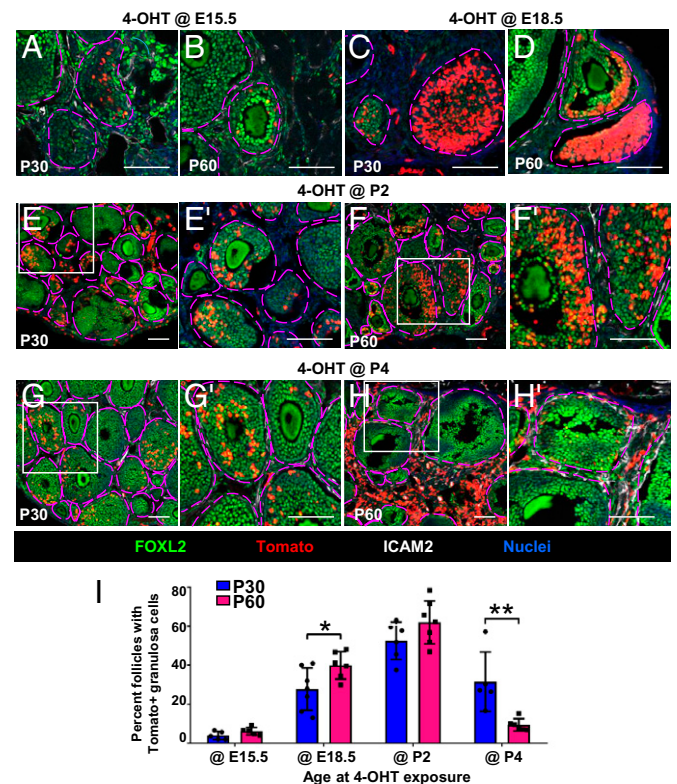 4-OHT @ E15.5 4-OHT @ E18.5
A B C D
P30 P60 P30 P60
4-OHT @ P2
E E' F F'
P30 P60
4-OHT @ P4
G G' H H'
P30 P60
FOXL2 Tomato ICAM2 Nuclei
I
P30
P60
Percent follicles with
Tomato+ granulosa cells
80
60
40
20
0
* **
@ E15.5 @ E18.5 @ P2 @ P4
Age at 4-OHT exposure